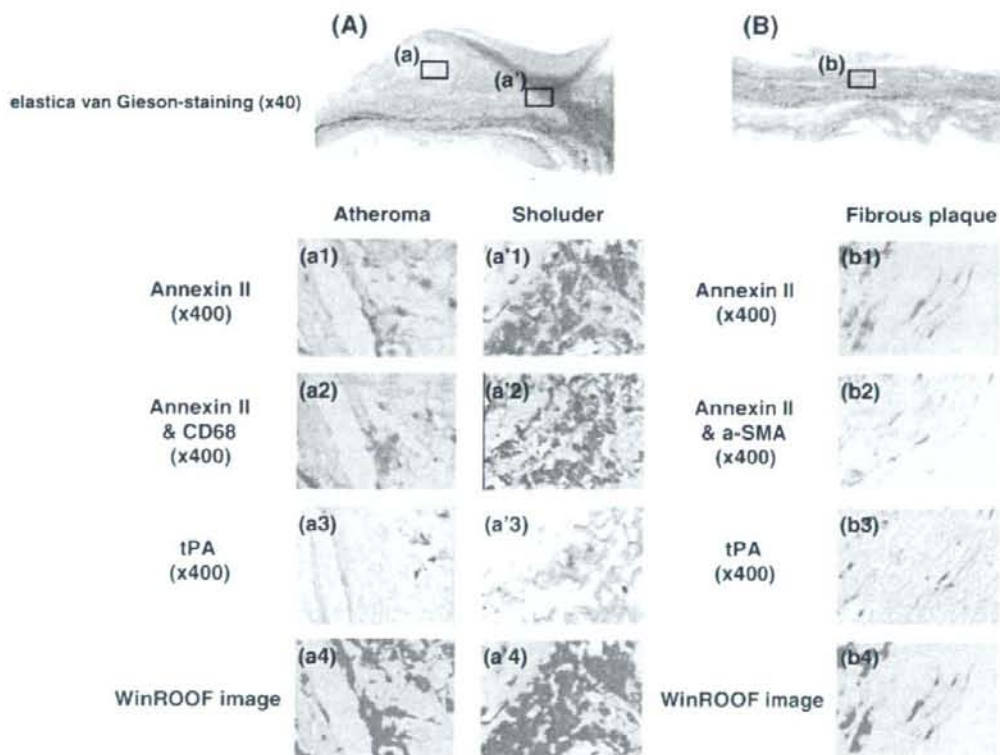 (A)
(B)
(a)
(a')
(b)
elastica van Gieson-staining (x40)
Atheroma
Sholuder
Fibrous plaque
Annexin II
(x400)
(a1)
(a'1)
Annexin II
(x400)
(b1)
Annexin II
& CD68
(x400)
(a2)
(a'2)
Annexin II
& a-SMA
(x400)
(b2)
tPA
(x400)
(a3)
(a'3)
tPA
(x400)
(b3)
WinROOF image
(a4)
(a'4)
WinROOF image
(b4)